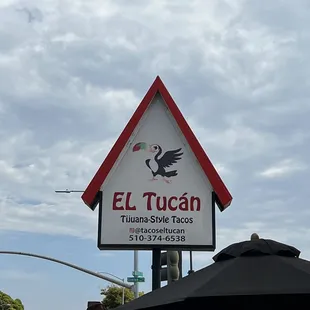 EL Tucán
Tijuana-Style Tacos
@tacoseltucan
510-374-6538